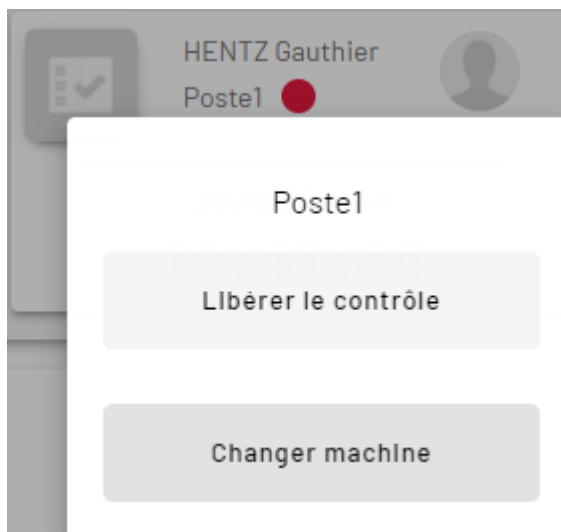 HENTZ Gauthier
Poste1
Poste1
Libérer le contrôle
Changer machine